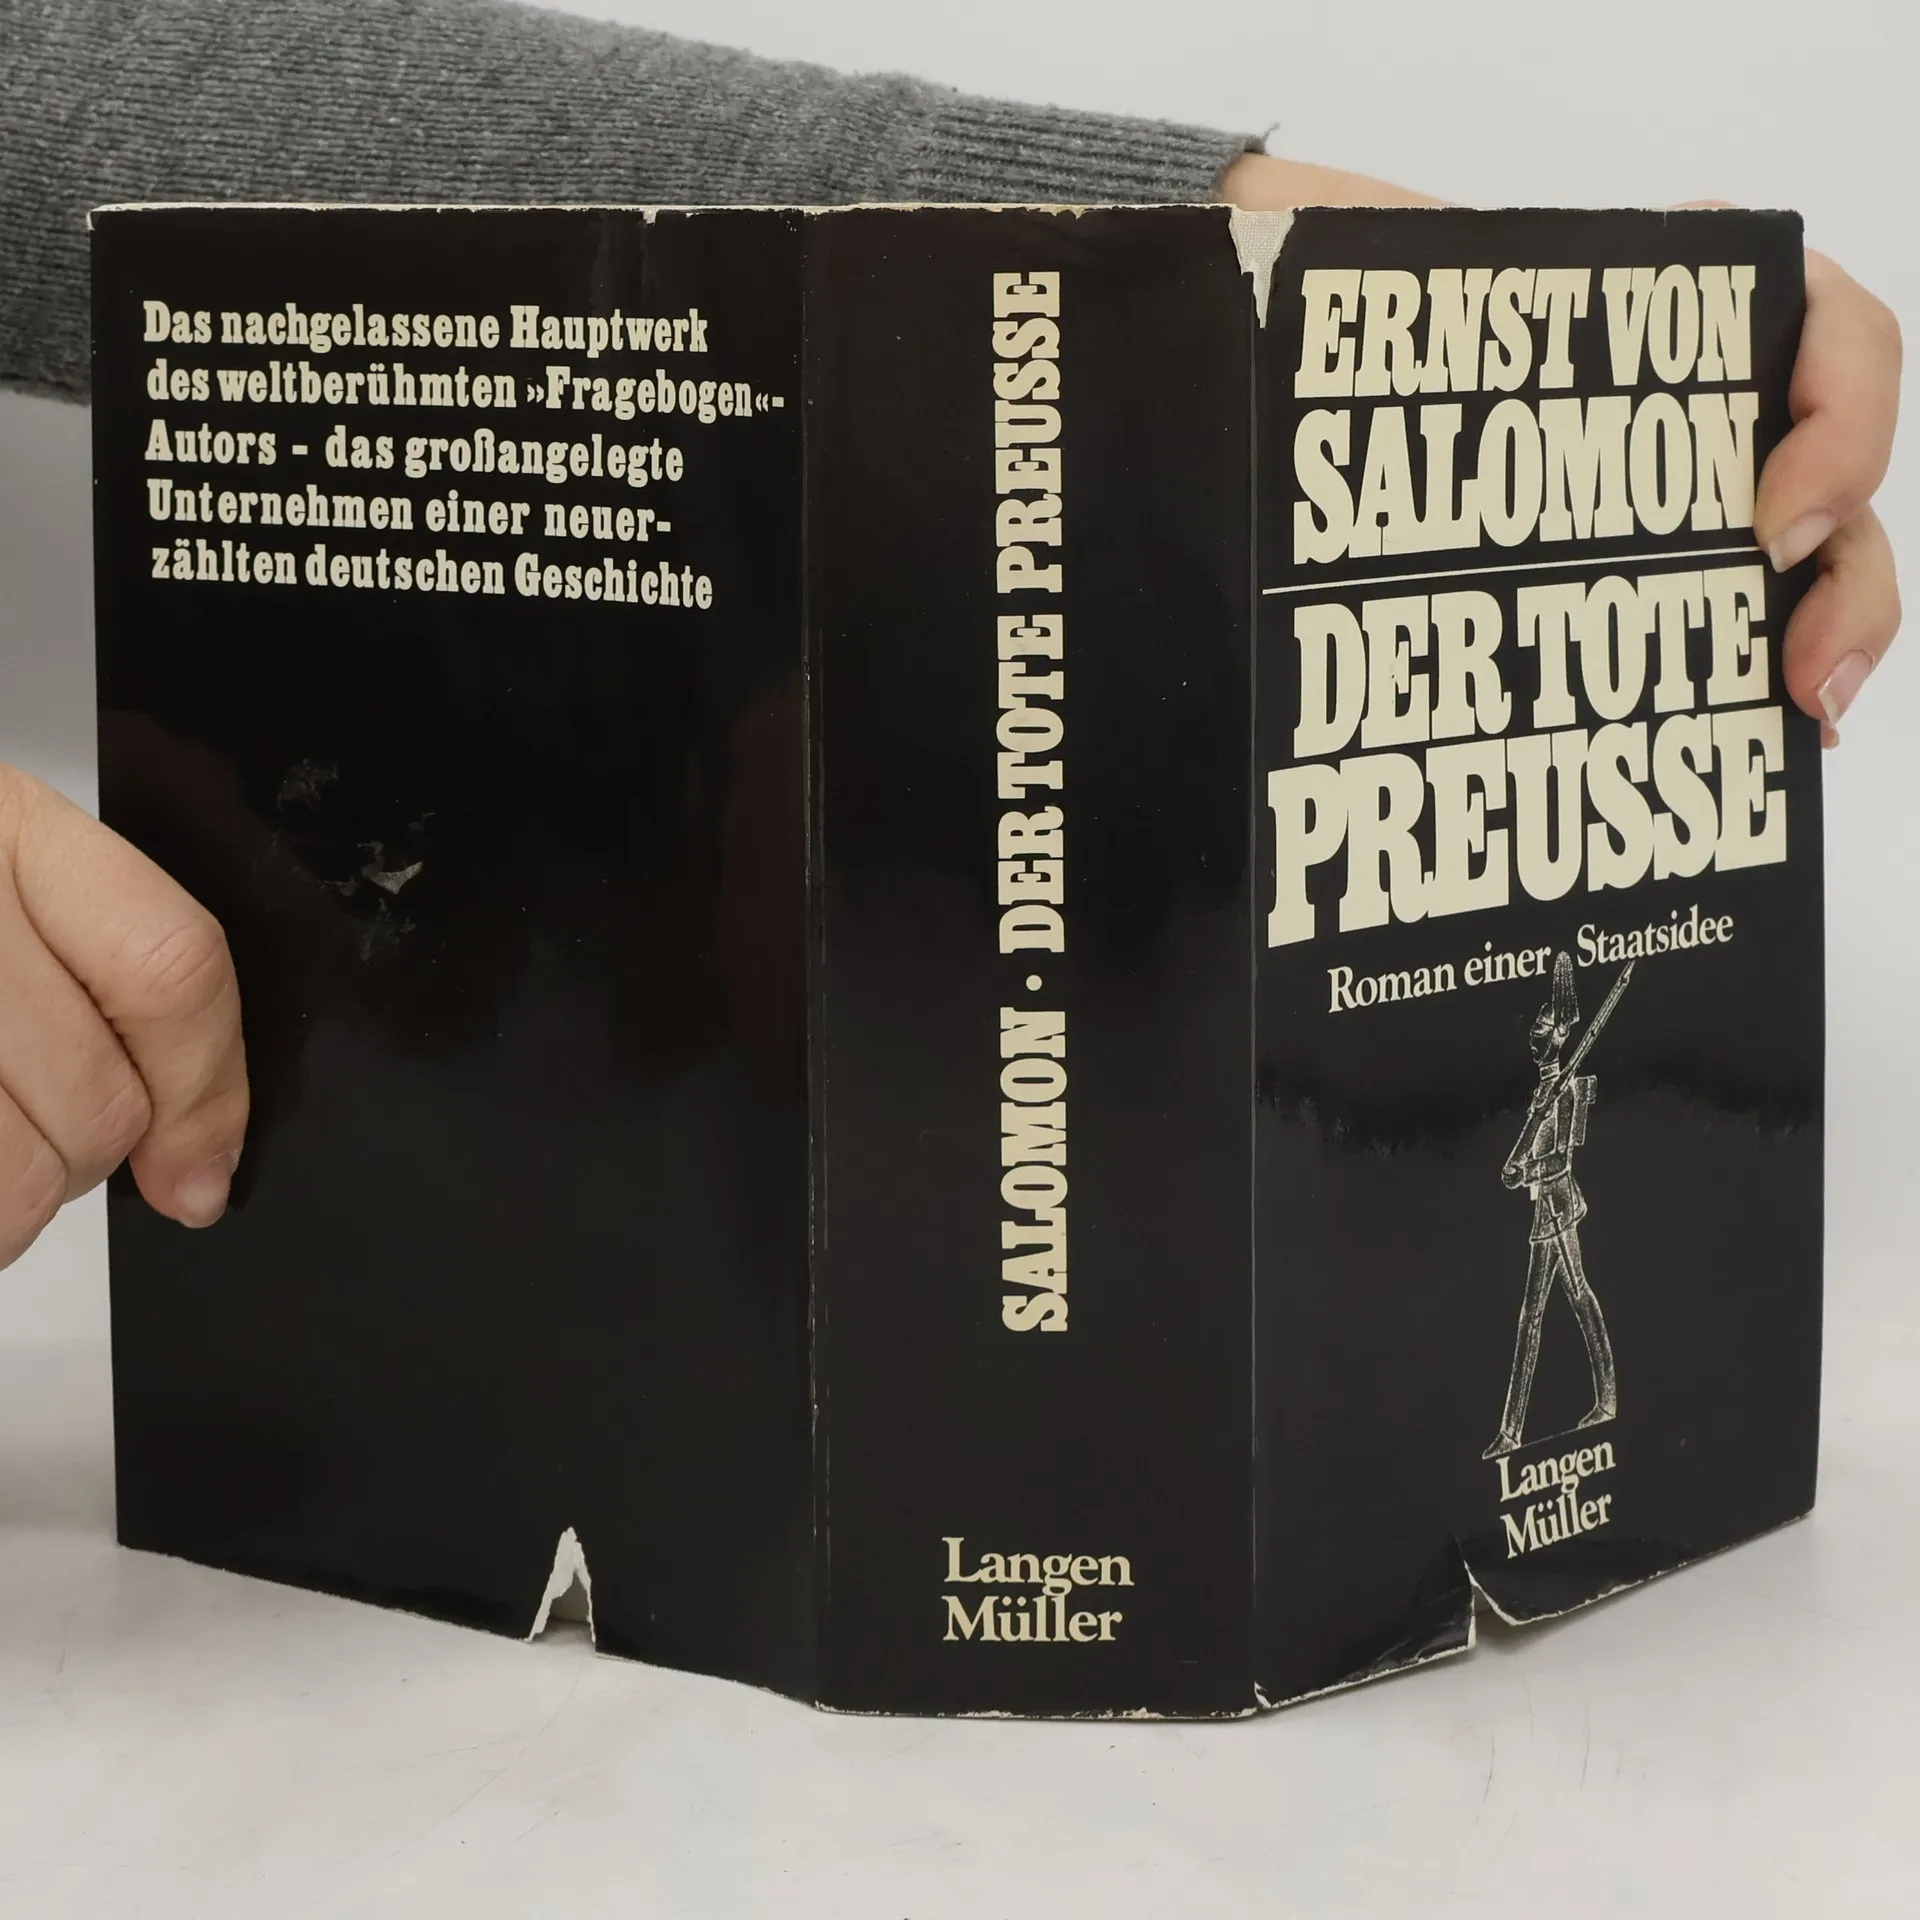 Das nachgelassene Hauptwerk
des weltberühmten »Fragebogen«-
Autors - das großangelegte
Unternehmen einer neuer-
zählten deutschen Geschichte
SALOMON · DER TOTE PREUSSE
Langen
Müller
ERNST VON
SALOMON
DER TOTE
PREUSSE
Roman einer Staatsidee
Langen
Müller